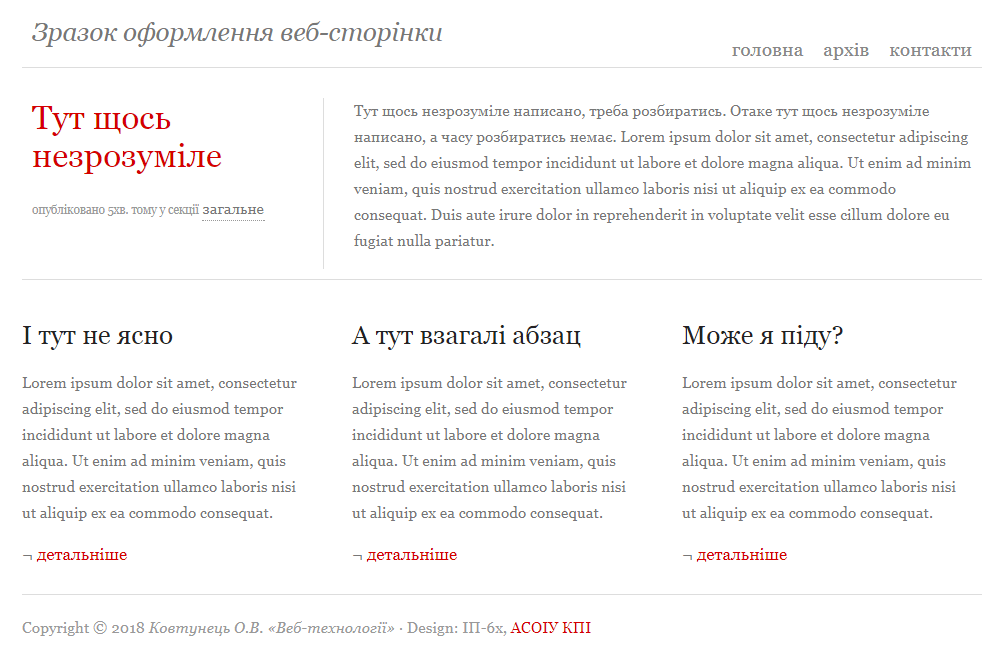 Зразок оформлення веб-сторінки
головна архів контакти
Тут щось
незрозуміле
опубліковано 5хв. тому у секції загальне
Тут щось незрозуміле написано, треба розбиратись. Отаке тут щось незрозуміле
написано, а часу розбиратись немає. Lorem ipsum dolor sit amet, consectetur adipiscing
elit, sed do eiusmod tempor incididunt ut labore et dolore magna aliqua. Ut enim ad minim
veniam, quis nostrud exercitation ullamco laboris nisi ut aliquip ex ea commodo
consequat. Duis aute irure dolor in reprehenderit in voluptate velit esse cillum dolore eu
fugiat nulla pariatur.
І тут не ясно
Lorem ipsum dolor sit amet, consectetur
adipiscing elit, sed do eiusmod tempor
incididunt ut labore et dolore magna
aliqua. Ut enim ad minim veniam, quis
nostrud exercitation ullamco laboris nisi
ut aliquip ex ea commodo consequat.
¬ детальніше
А тут взагалі абзац
Lorem ipsum dolor sit amet, consectetur
adipiscing elit, sed do eiusmod tempor
incididunt ut labore et dolore magna
aliqua. Ut enim ad minim veniam, quis
nostrud exercitation ullamco laboris nisi
ut aliquip ex ea commodo consequat.
¬ детальніше
Може я піду?
Lorem ipsum dolor sit amet, consectetur
adipiscing elit, sed do eiusmod tempor
incididunt ut labore et dolore magna
aliqua. Ut enim ad minim veniam, quis
nostrud exercitation ullamco laboris nisi
ut aliquip ex ea commodo consequat.
¬ детальніше
Copyright © 2018 Ковтунець О.В. «Веб-технології» · Design: ІП-6х, АСОІУ КПІ